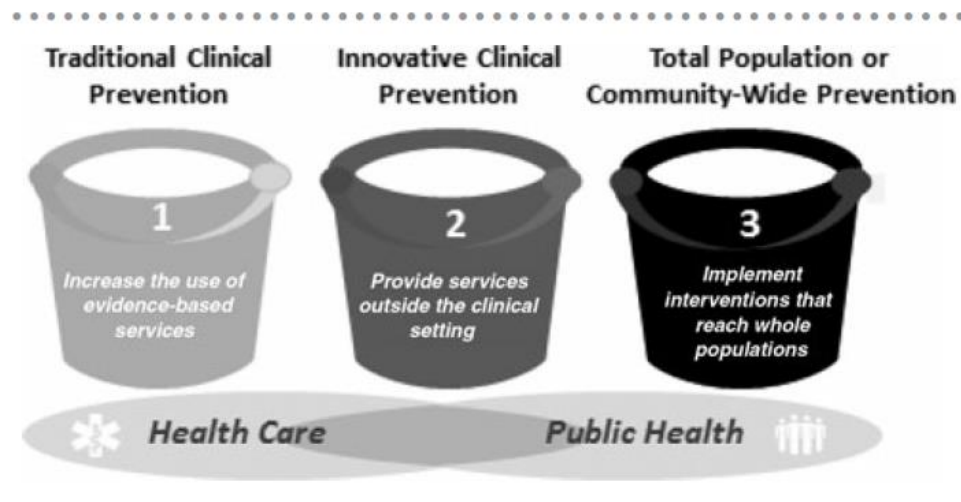 Traditional Clinical
Prevention
Innovative Clinical
Prevention
Total Population or
Community-Wide Prevention
1
Increase the use of
evidence-based
services
2
Provide services
outside the clinical
setting
3
Implement
interventions that
reach whole
populations
Health Care
Public Health